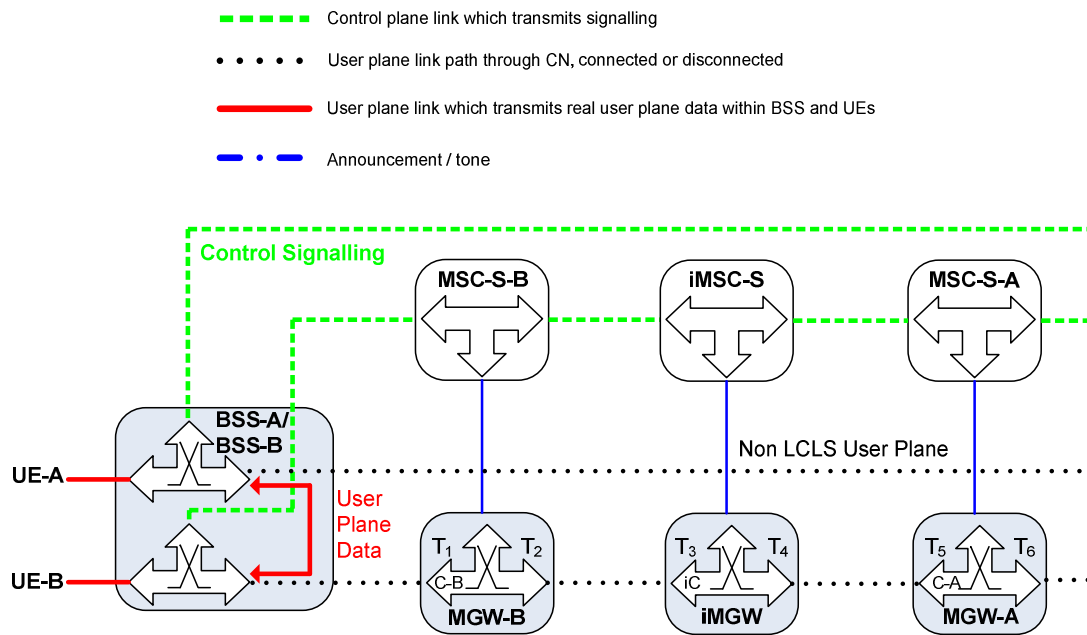 Control plane link which transmits signalling
User plane link path through CN, connected or disconnected
User plane link which transmits real user plane data within BSS and UEs
Announcement / tone
Control Signalling
MSC-S-B
iMSC-S
MSC-S-A
BSS-A/
BSS-B
Non LCLS User Plane
UE-A
User
Plane
Data
T1 T2
T3 T4
T5 T6
UE-B
C-B
iC
C-A
MGW-B
iMGW
MGW-A